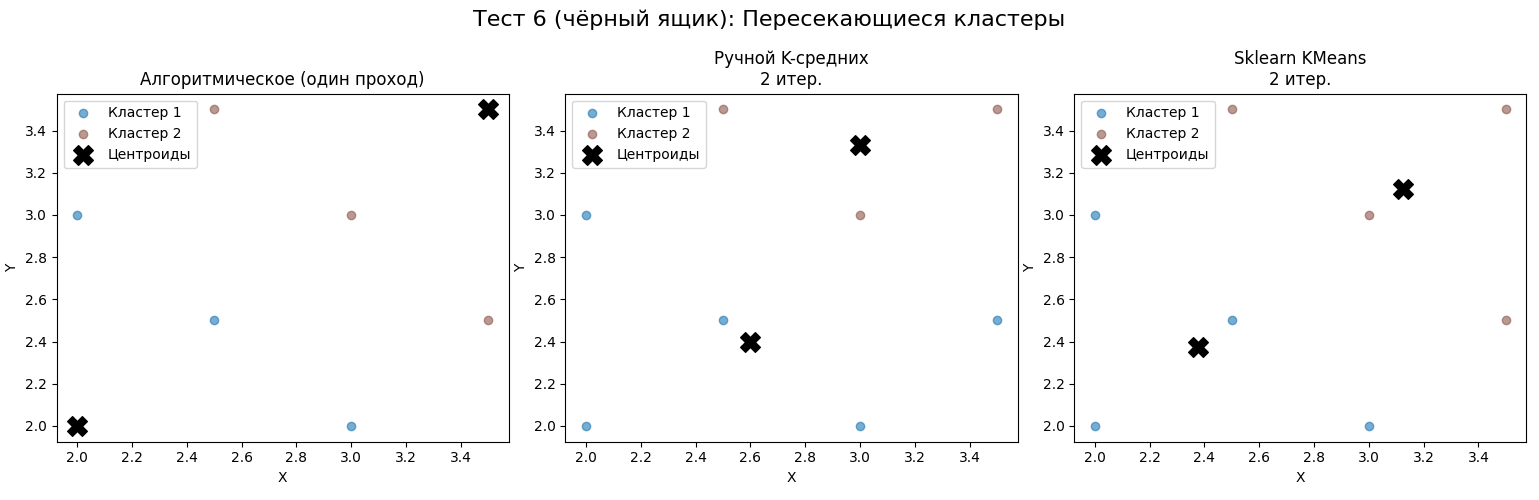 Тест 6 (чёрный ящик): Пересекающиеся кластеры
Алгоритмическое (один проход)
Кластер 1
Кластер 2
Центроиды
3.4
3.2
3.0
2.8
2.6
2.4
2.2
2.0
Y
2.0 2.2 2.4 2.6 2.8 3.0 3.2 3.4
X
Ручной K-средних
2 итер.
Кластер 1
Кластер 2
Центроиды
3.4
3.2
3.0
2.8
2.6
2.4
2.2
2.0
Y
2.0 2.2 2.4 2.6 2.8 3.0 3.2 3.4
X
Sklearn KMeans
2 итер.
Кластер 1
Кластер 2
Центроиды
3.4
3.2
3.0
2.8
2.6
2.4
2.2
2.0
Y
2.0 2.2 2.4 2.6 2.8 3.0 3.2 3.4
X